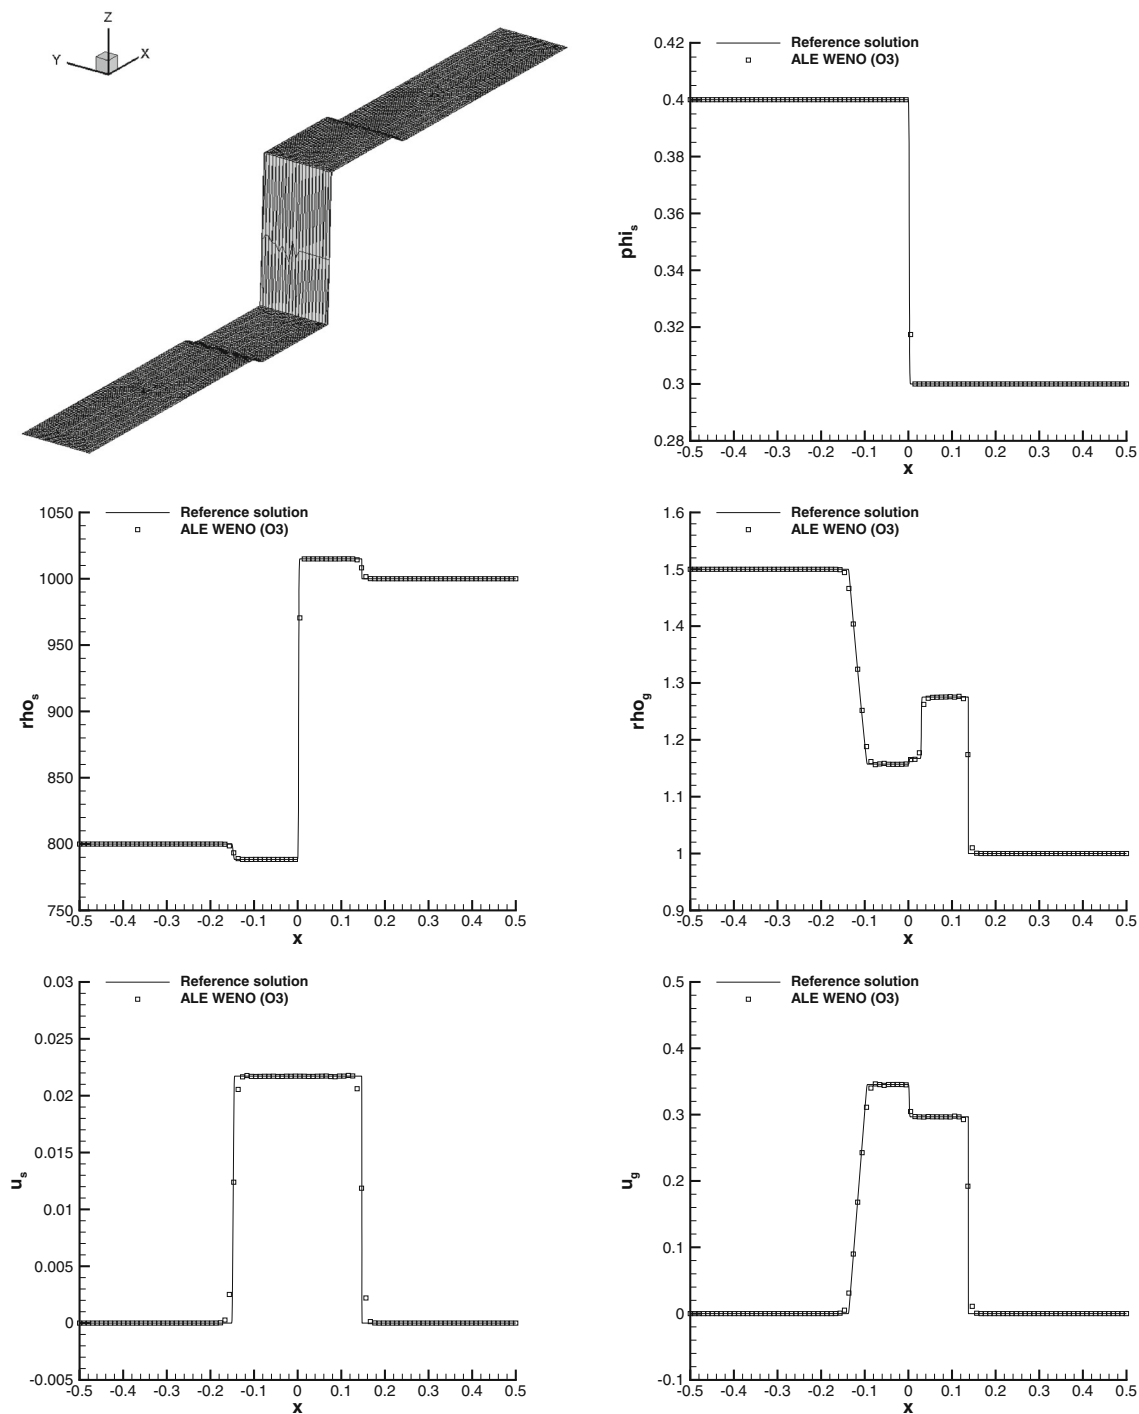 Z
Y
X
Reference solution
ALE WENO (O3)
0.42
0.4
0.38
0.36
0.34
0.32
0.3
0.28
phi_s
-0.5 -0.4 -0.3 -0.2 -0.1 0 0.1 0.2 0.3 0.4 0.5
x
Reference solution
ALE WENO (O3)
1050
1000
950
900
850
800
750
rho_s
-0.5 -0.4 -0.3 -0.2 -0.1 0 0.1 0.2 0.3 0.4 0.5
x
Reference solution
ALE WENO (O3)
1.6
1.5
1.4
1.3
1.2
1.1
1
0.9
rho_g
-0.5 -0.4 -0.3 -0.2 -0.1 0 0.1 0.2 0.3 0.4 0.5
x
Reference solution
ALE WENO (O3)
0.03
0.025
0.02
0.015
0.01
0.005
0
-0.005
u_s
-0.5 -0.4 -0.3 -0.2 -0.1 0 0.1 0.2 0.3 0.4 0.5
x
Reference solution
ALE WENO (O3)
0.5
0.4
0.3
0.2
0.1
0
-0.1
u_g
-0.5 -0.4 -0.3 -0.2 -0.1 0 0.1 0.2 0.3 0.4 0.5
x